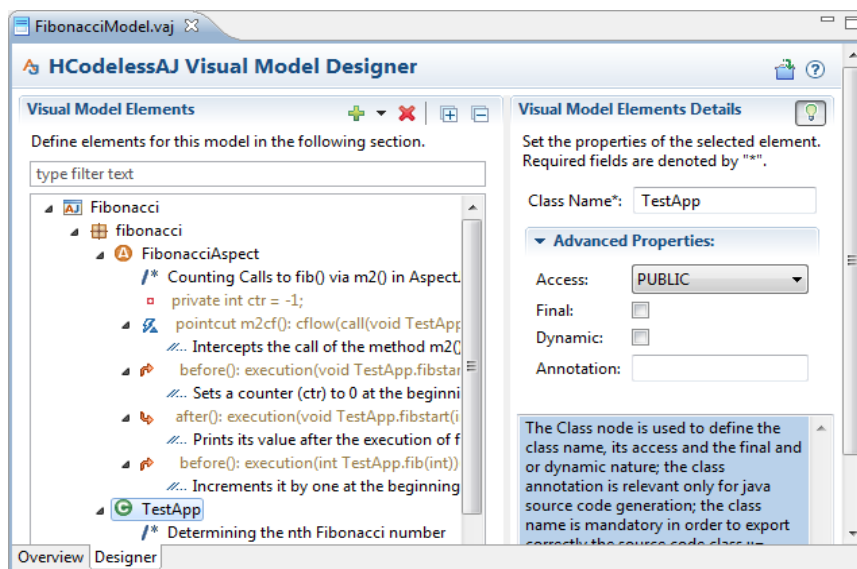 FibonacciModel.vaj
HCodelessAJ Visual Model Designer
Visual Model Elements
Define elements for this model in the following section.
type filter text
AJ Fibonacci
fibonacci
A FibonacciAspect
/* Counting Calls to fib() via m2() in Aspect.
private int ctr = -1;
pointcut m2cf(): cflow(call(void TestApp
//... Intercepts the call of the method m2()
before(): execution(void TestApp.fibstar
//... Sets a counter (ctr) to 0 at the beginni
after(): execution(void TestApp.fibstart(i
//... Prints its value after the execution of f
before(): execution(int TestApp.fib(int))
//... Increments it by one at the beginning
C TestApp
/* Determining the nth Fibonacci number
Visual Model Elements Details
Set the properties of the selected element.
Required fields are denoted by "*".
Class Name*: TestApp
Advanced Properties:
Access: PUBLIC
Final:
Dynamic:
Annotation:
The Class node is used to define the
class name, its access and the final and
or dynamic nature; the class
annotation is relevant only for java
source code generation; the class
name is mandatory in order to export
correctly the source code class
Overview Designer